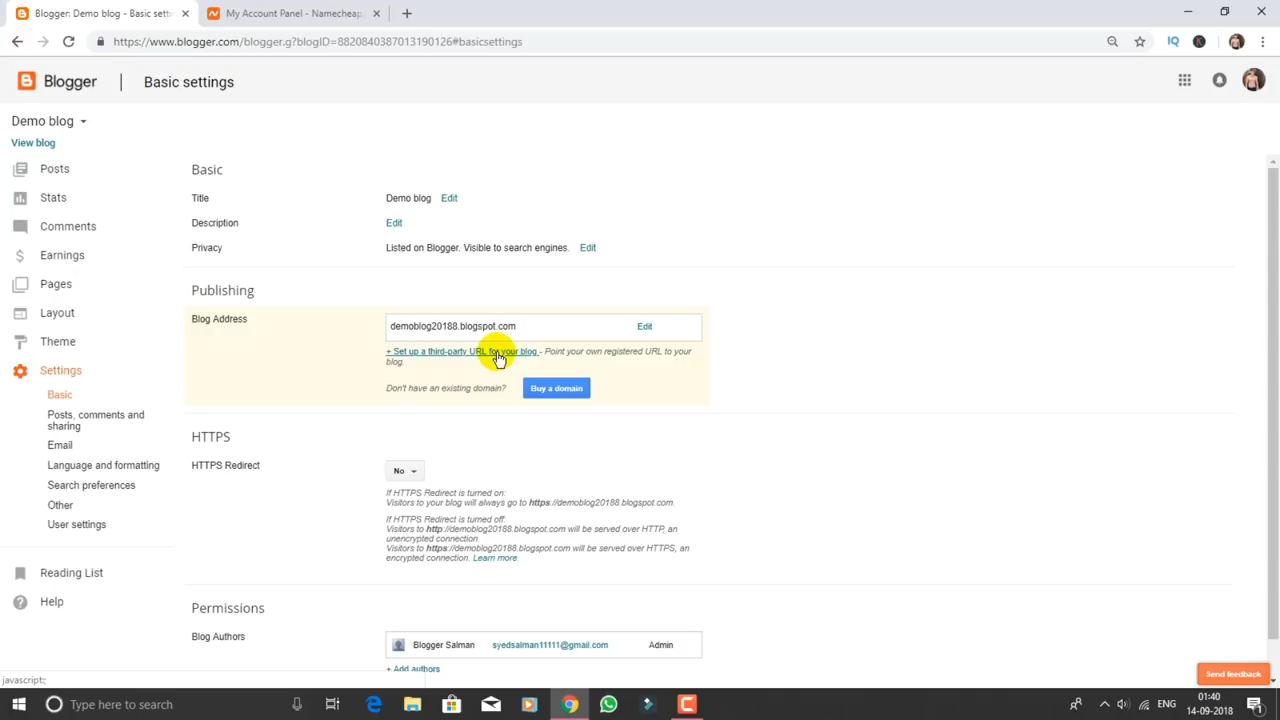 Blogger: Demo blog - Basic sett
My Account Panel - Namecheap
https://www.blogger.com/blogger.g?blogID=8820840387013190126#basicsettings
IQ
Blogger
Basic settings
Demo blog
View blog
Posts
Stats
Comments
Earnings
Pages
Layout
Theme
Settings
Basic
Posts, comments and
sharing
Email
Language and formatting
Search preferences
Other
User settings
Reading List
Help
Basic
Title
Demo blog
Edit
Description
Edit
Privacy
Listed on Blogger. Visible to search engines.
Edit
Publishing
Blog Address
demoblog20188.blogspot.com
Edit
+ Set up a third-party URL for your blog - Point your own registered URL to your
blog.
Don't have an existing domain?
Buy a domain
HTTPS
HTTPS Redirect
No
If HTTPS Redirect is turned on:
Visitors to your blog will always go to https://demoblog20188.blogspot.com.
If HTTPS Redirect is turned off:
Visitors to http://demoblog20188.blogspot.com will be served over HTTP, an
unencrypted connection.
Visitors to https://demoblog20188.blogspot.com will be served over HTTPS, an
encrypted connection. Learn more.
Permissions
Blog Authors
Blogger Salman
syedsalman11111@gmail.com
Admin
+ Add authors
Send feedback
javascript:;
Type here to search
ENG
01:40
14-09-2018